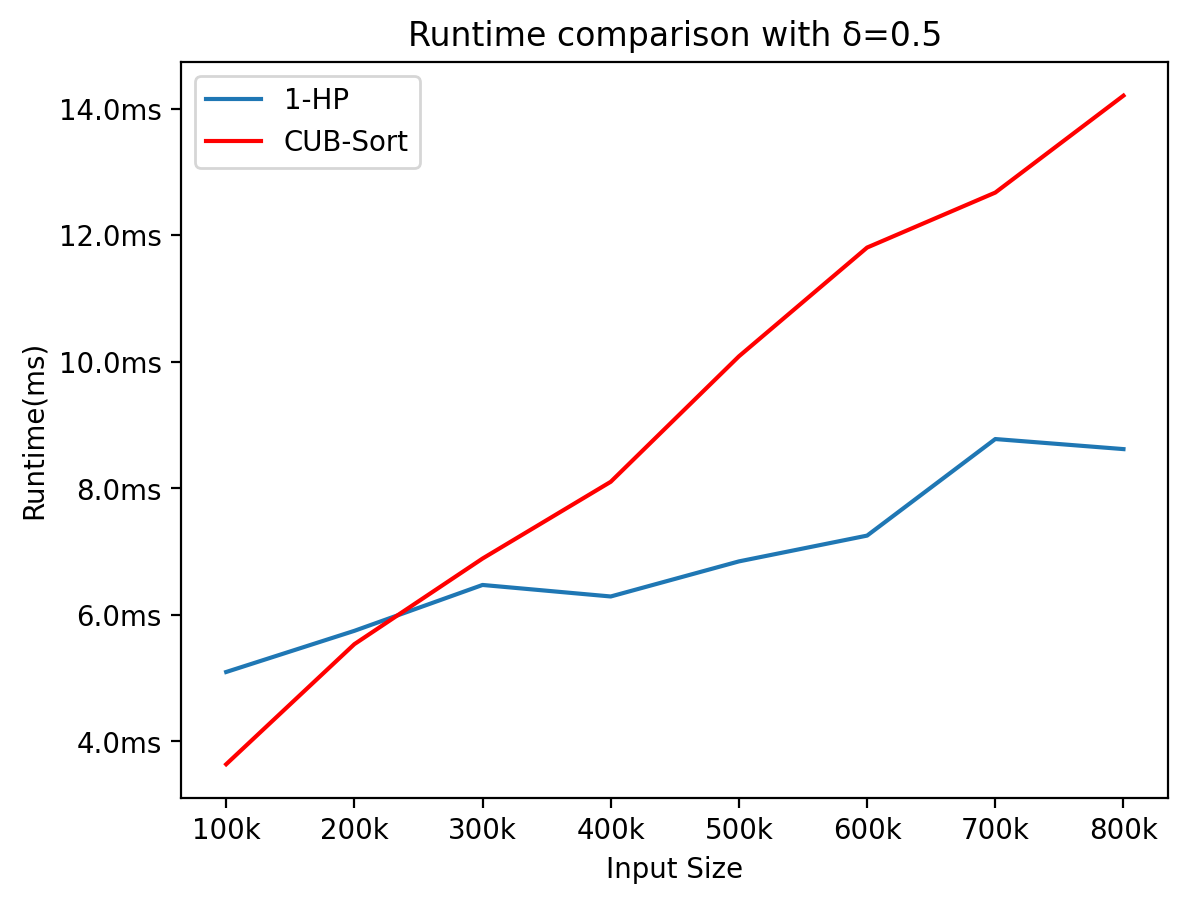 Runtime comparison with δ=0.5
1-HP
CUB-Sort
14.0ms
12.0ms
10.0ms
8.0ms
6.0ms
4.0ms
Runtime(ms)
100k 200k 300k 400k 500k 600k 700k 800k
Input Size